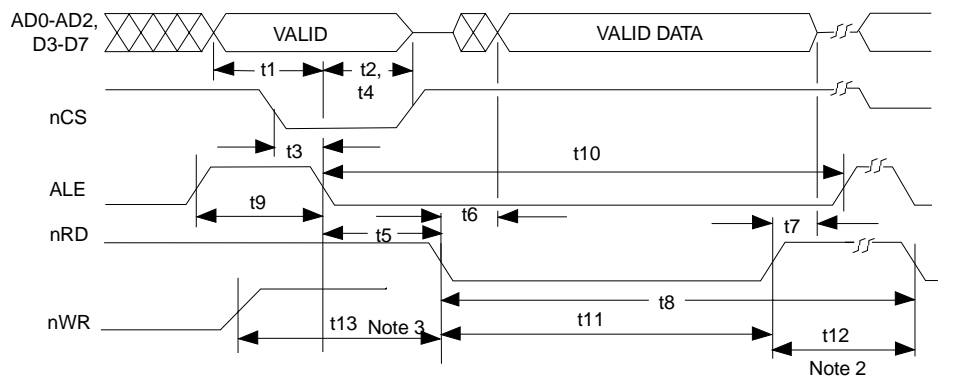 AD0-AD2,
D3-D7
VALID
VALID DATA
t1
t2,
t4
nCS
t3
t10
ALE
t9
t6
t5
t7
nRD
t8
nWR
t13
Note 3
t11
t12
Note 2